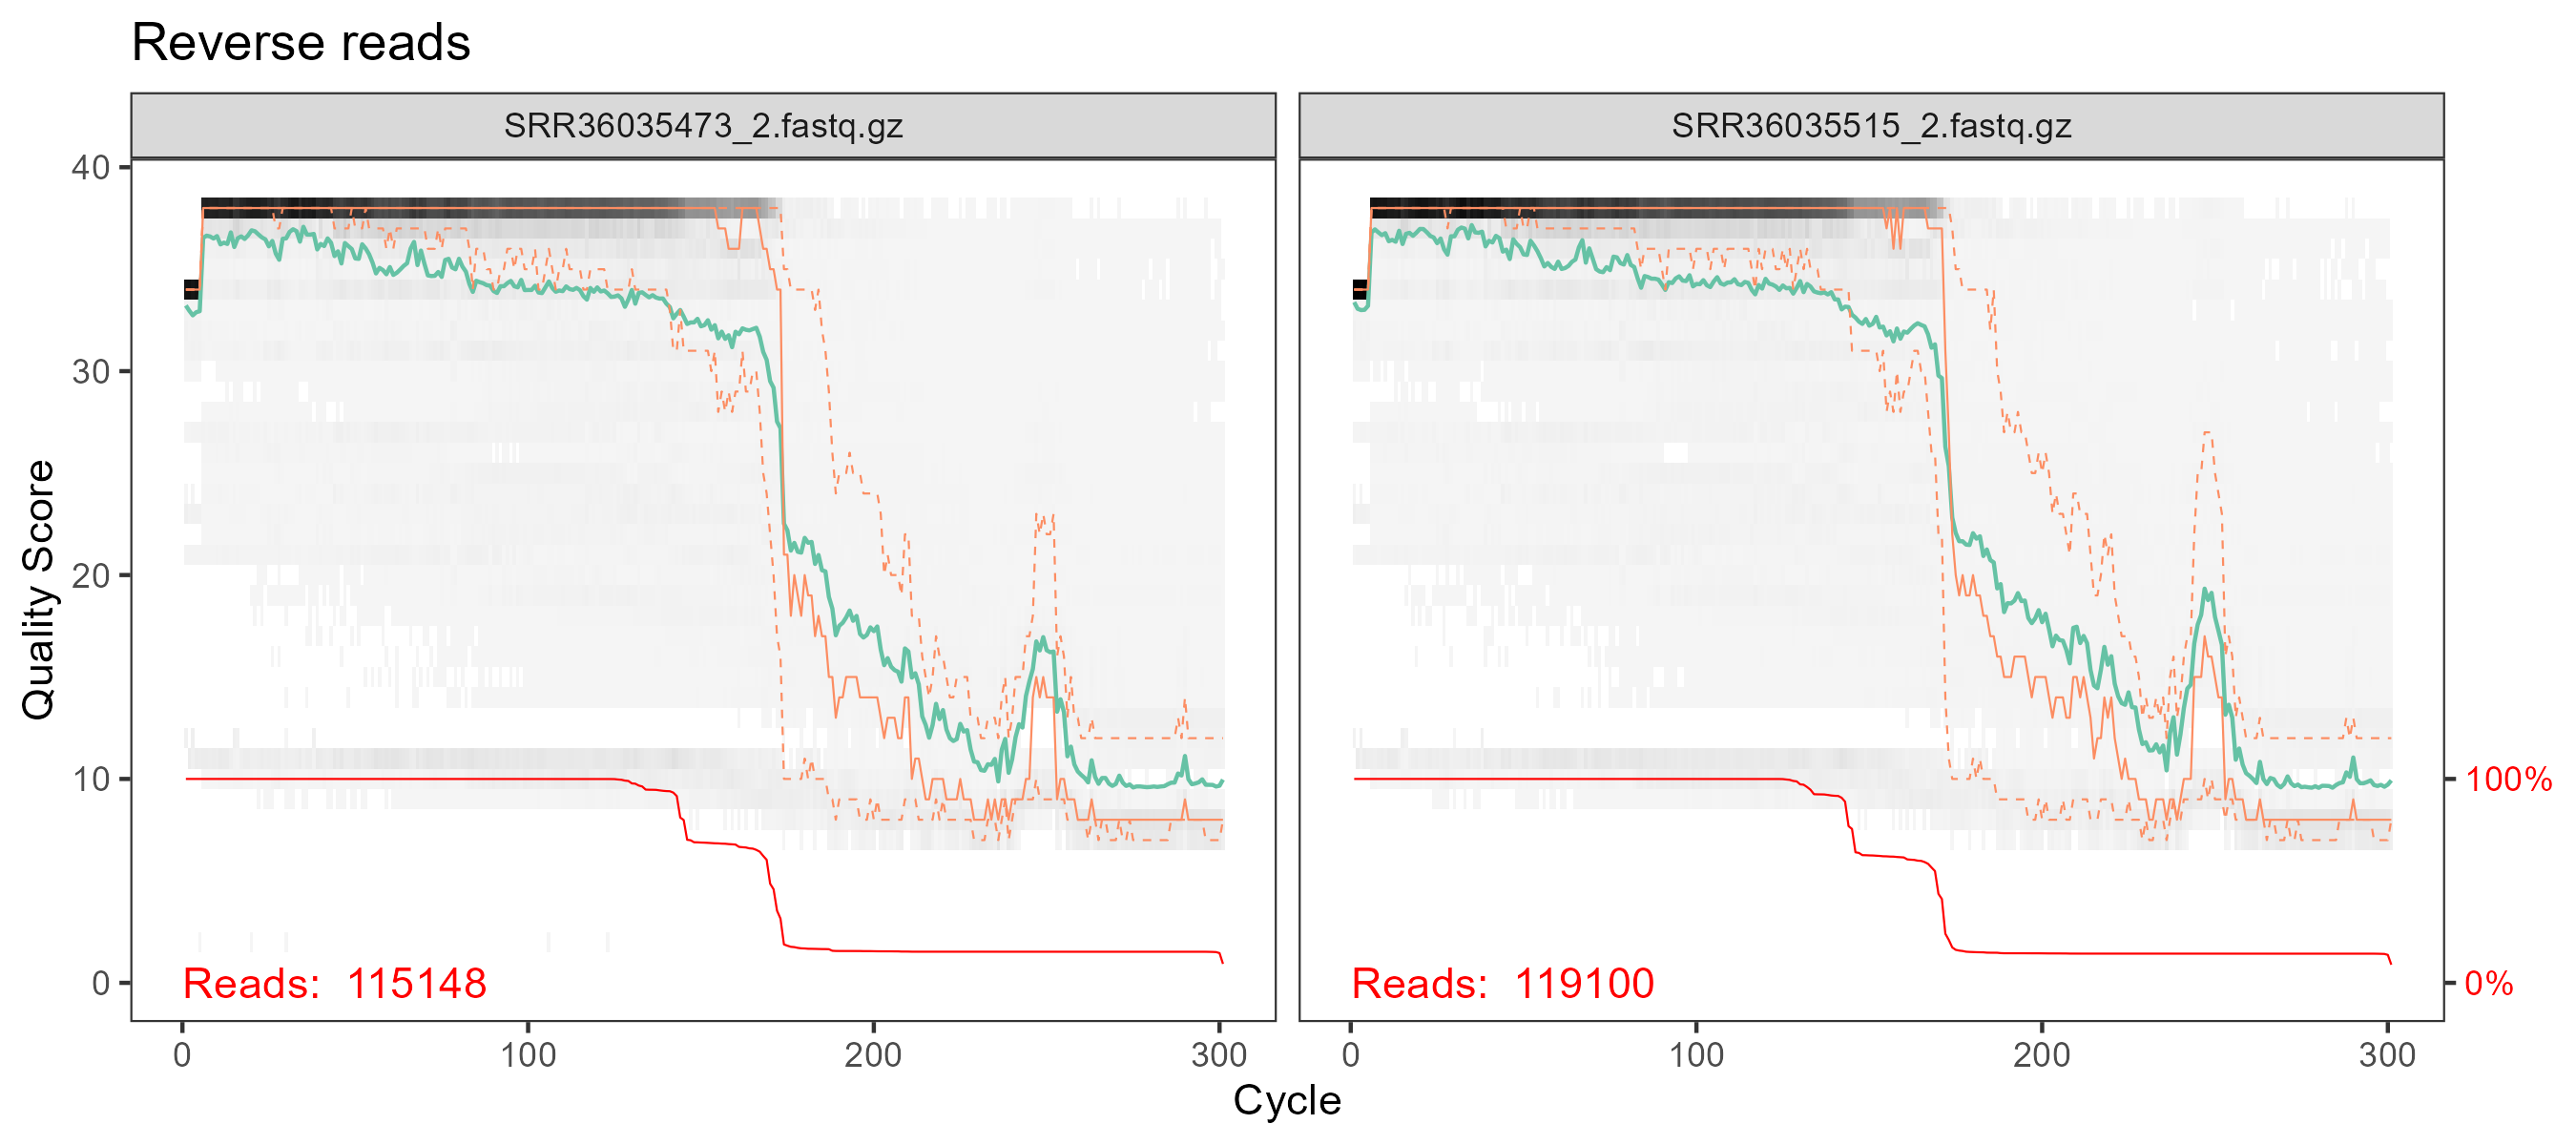 Reverse reads
SRR36035473_2.fastq.gz
SRR36035515_2.fastq.gz
Quality Score
40
30
20
10
0
Reads: 115148
Reads: 119100
100%
0%
0 100 200 300
0 100 200 300
Cycle